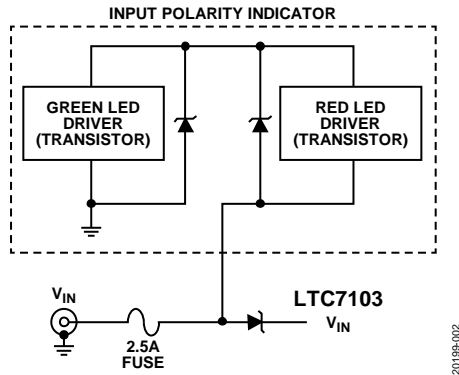 INPUT POLARITY INDICATOR
GREEN LED
DRIVER
(TRANSISTOR)
RED LED
DRIVER
(TRANSISTOR)
VIN
2.5A
FUSE
LTC7103
VIN
20199-002